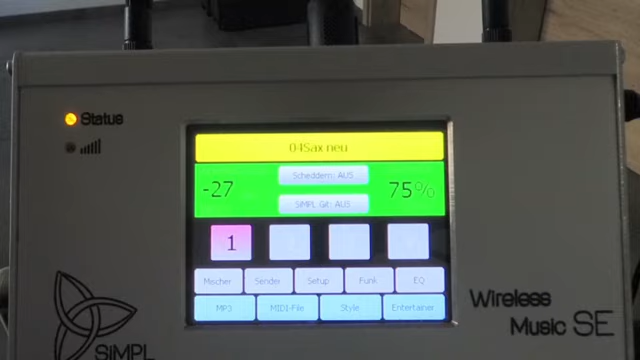 Status
04Sax neu
Scheddern: AUS
-27
75%
SiMPL Git: AUS
1
Mischer Sender Setup Funk EQ
MP3 MIDI-File Style Entertainer
Wireless
Music SE
SiMPL